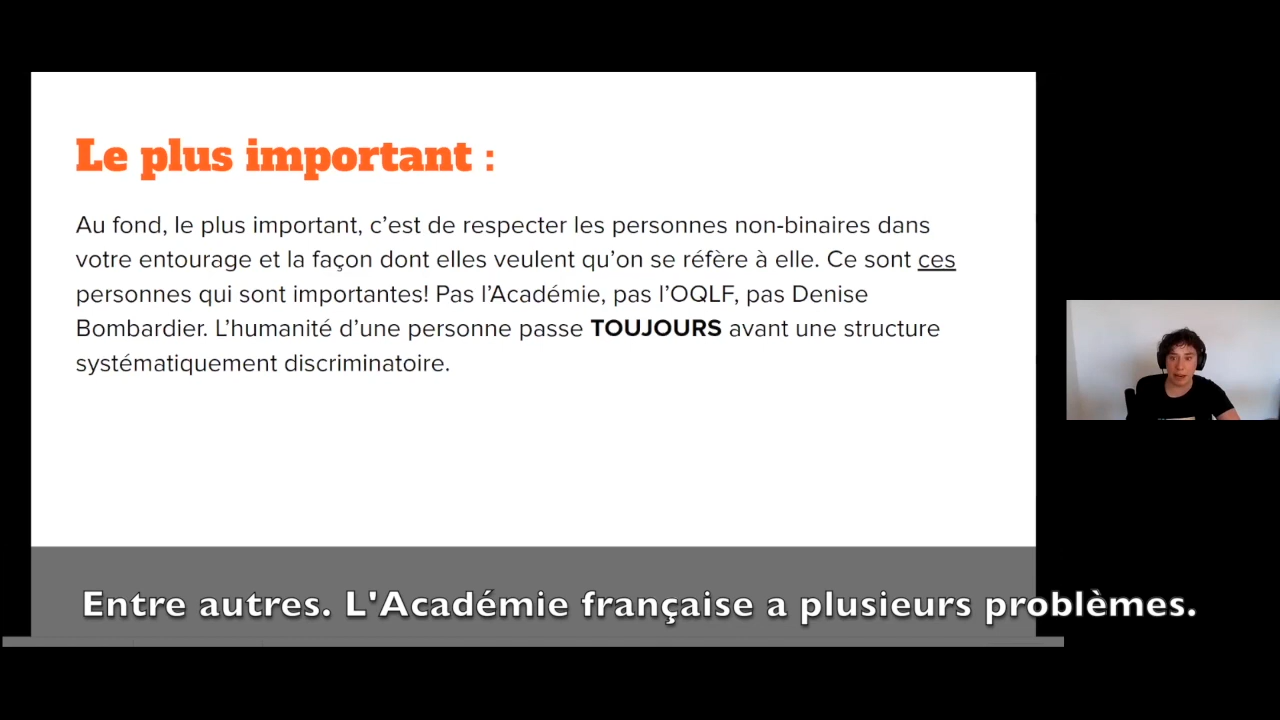 Le plus important :
Au fond, le plus important, c’est de respecter les personnes non-binaires dans
votre entourage et la façon dont elles veulent qu’on se réfère à elle. Ce sont ces
personnes qui sont importantes! Pas l’Académie, pas l’OQLF, pas Denise
Bombardier. L’humanité d’une personne passe TOUJOURS avant une structure
systématiquement discriminatoire.
Entre autres. L'Académie française a plusieurs problèmes.